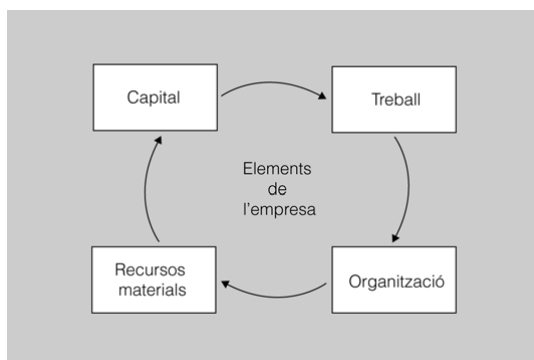 Capital
Treball
Elements
de
l'empresa
Recursos
materials
Organització